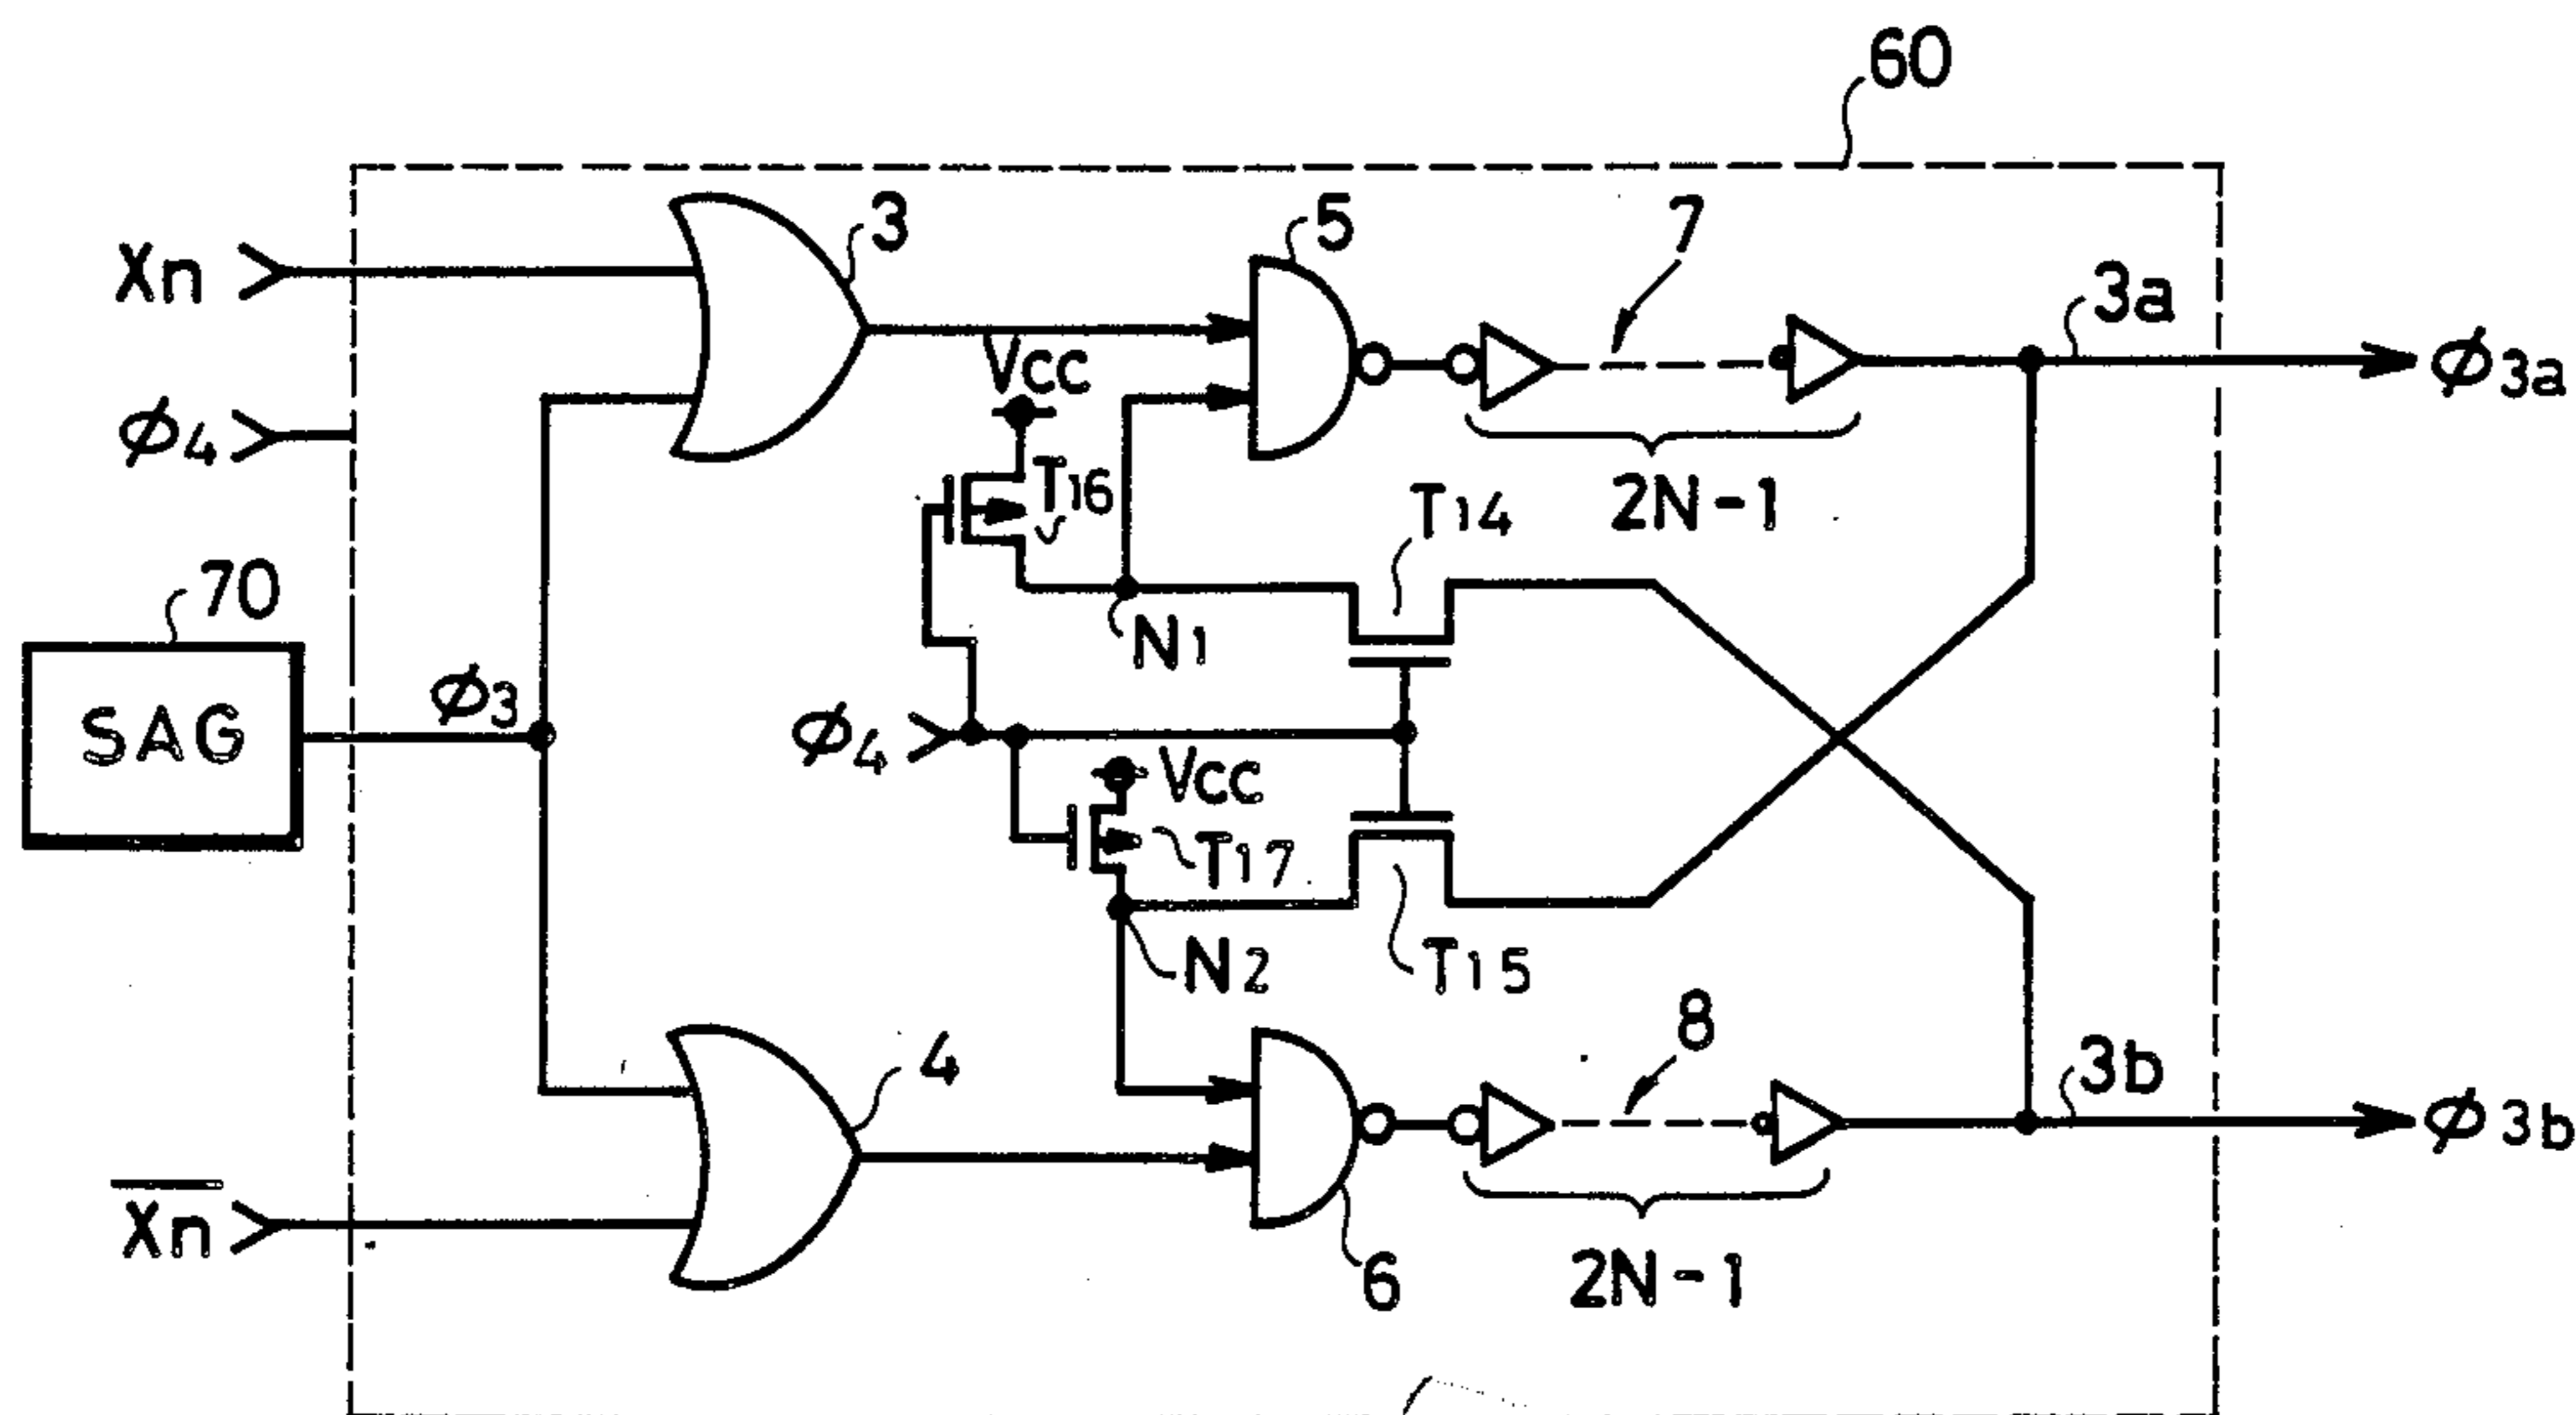 60
Xn
3
5
7
3a
ϕ3a
Vcc
ϕ4
T16
T14
2N-1
70
SAG
ϕ3
N1
ϕ4
Vcc
T17
N2
T15
8
4
3b
ϕ3b
X̅n̅
6
2N-1